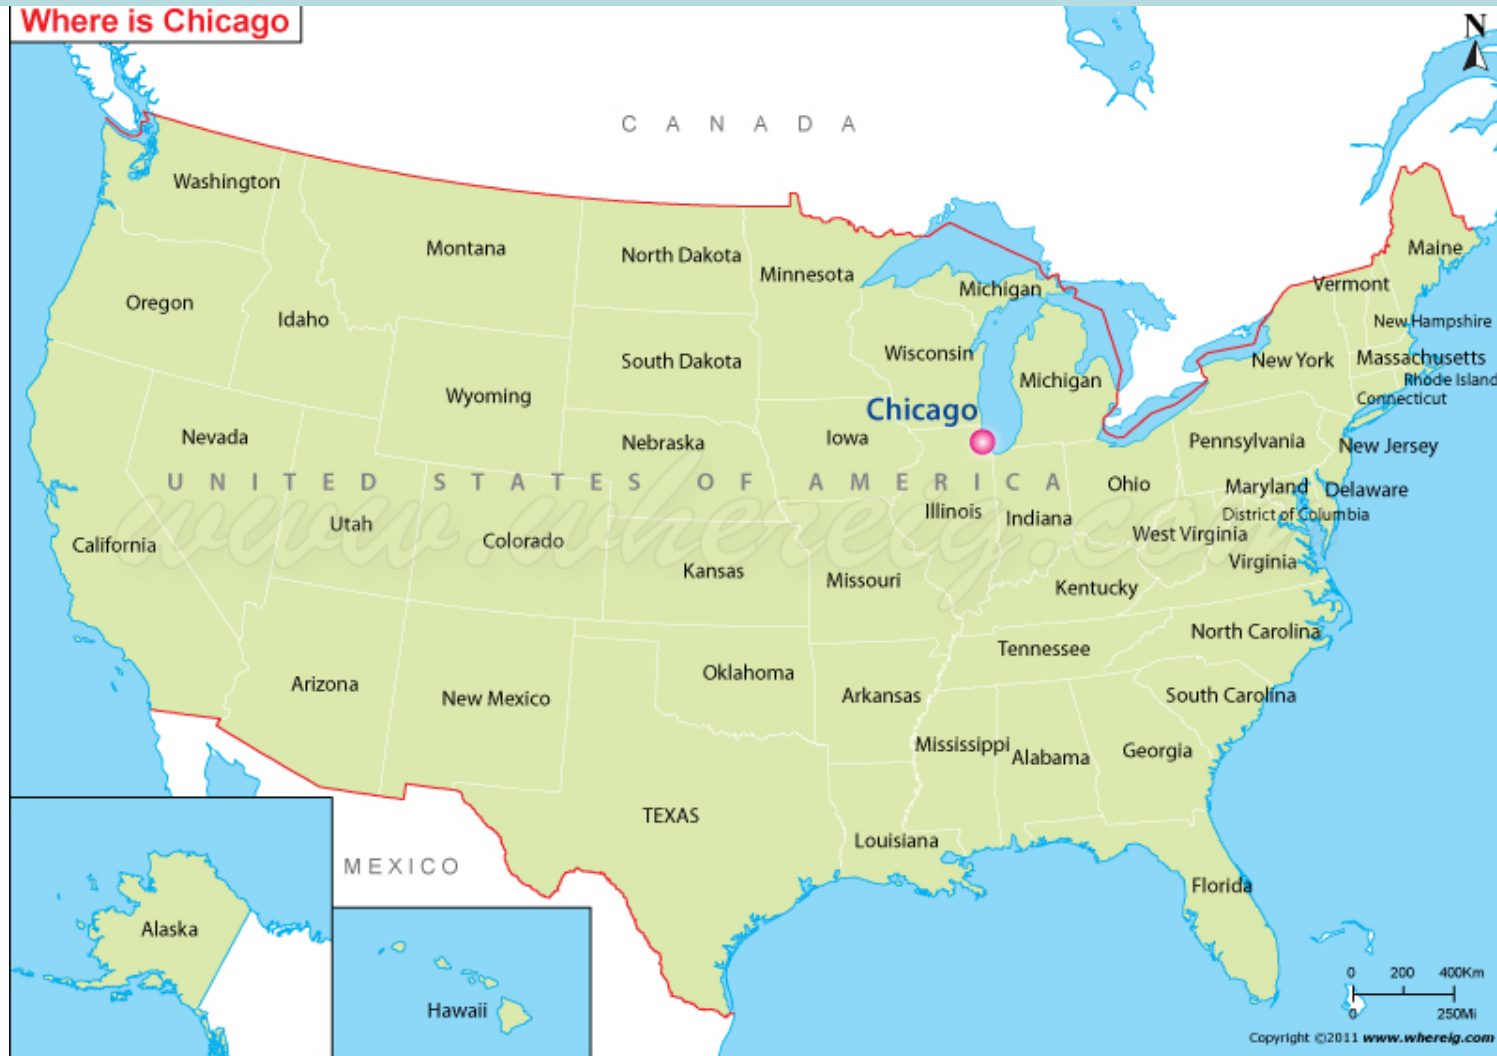 Where is Chicago
N
C A N A D A
Washington
Montana
North Dakota
Minnesota
Michigan
Maine
Vermont
Oregon
Idaho
New Hampshire
Wisconsin
South Dakota
New York
Massachusetts
Michigan
Rhode Island
Wyoming
Connecticut
Chicago
Nevada
Nebraska
Iowa
Pennsylvania
New Jersey
U N I T E D S T A T E S O F A M E R I C A
Ohio
Maryland
Delaware
Illinois
Indiana
District of Columbia
Utah
West Virginia
California
Colorado
www.whereig.com
Virginia
Kansas
Missouri
Kentucky
North Carolina
Tennessee
Oklahoma
Arizona
New Mexico
Arkansas
South Carolina
Mississippi
Alabama
Georgia
TEXAS
Louisiana
MEXICO
Florida
Alaska
Hawaii
0 200 400Km
0 250Mi
Copyright ©2011 www.whereig.com